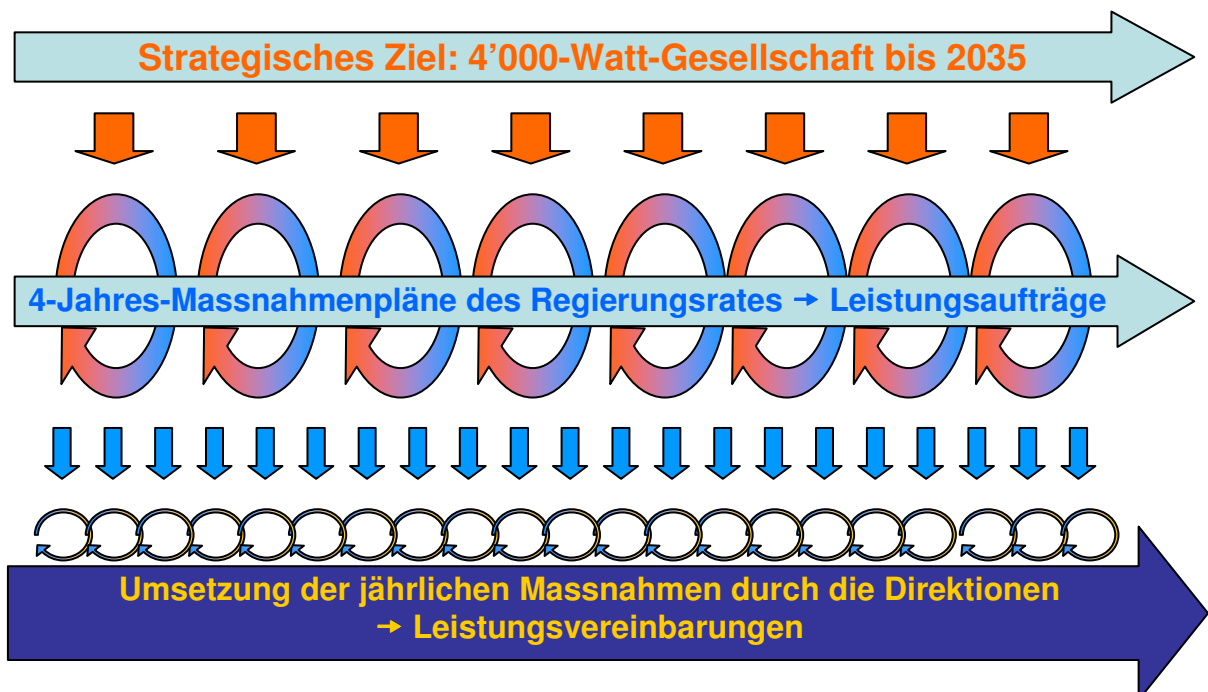 Strategisches Ziel: 4’000-Watt-Gesellschaft bis 2035
4-Jahres-Massnahmenpläne des Regierungsrates → Leistungsaufträge
Umsetzung der jährlichen Massnahmen durch die Direktionen
→ Leistungsvereinbarungen